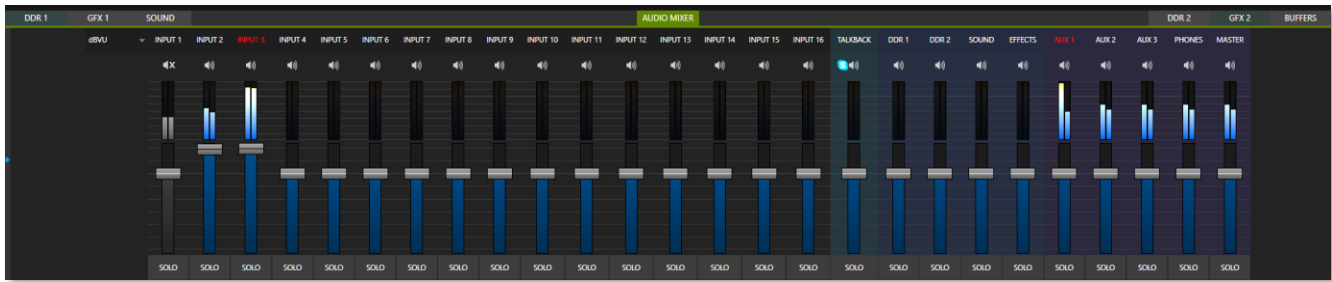 DDR 1 GFX 1 SOUND AUDIO MIXER DDR 2 GFX 2 BUFFERS
dBVU INPUT 1 INPUT 2 INPUT 3 INPUT 4 INPUT 5 INPUT 6 INPUT 7 INPUT 8 INPUT 9 INPUT 10 INPUT 11 INPUT 12 INPUT 13 INPUT 14 INPUT 15 INPUT 16 TALKBACK DDR 1 DDR 2 SOUND EFFECTS AUX 1 AUX 2 AUX 3 PHONES MASTER
S
SOLO SOLO SOLO SOLO SOLO SOLO SOLO SOLO SOLO SOLO SOLO SOLO SOLO SOLO SOLO SOLO SOLO SOLO SOLO SOLO SOLO SOLO SOLO SOLO SOLO SOLO